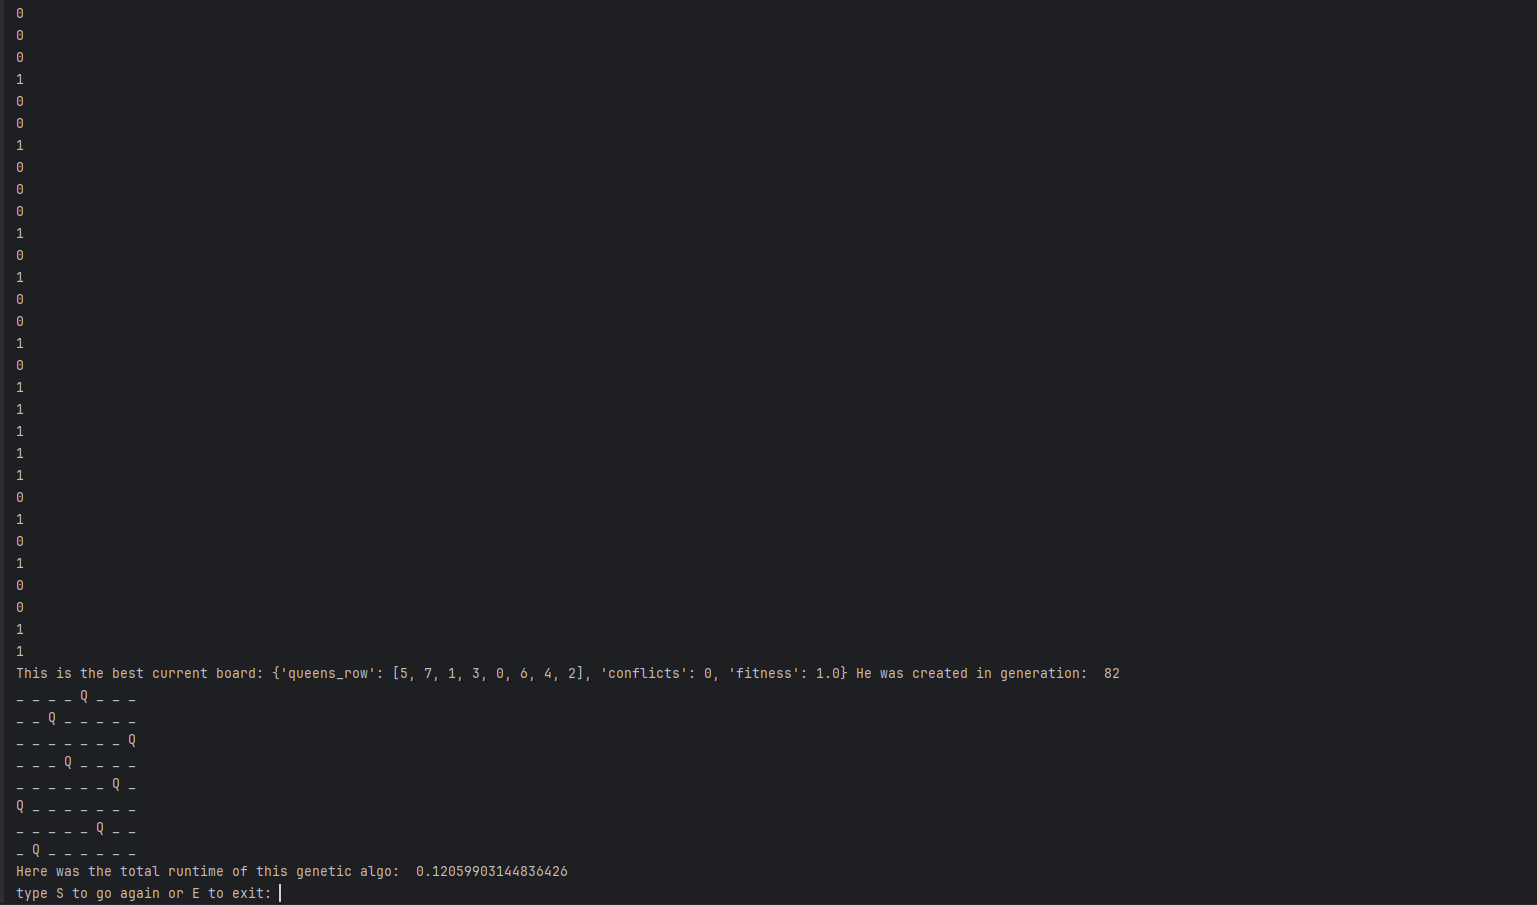 0
0
0
1
0
0
1
0
0
0
1
0
1
0
0
1
0
1
1
1
1
1
0
1
0
1
0
0
1
1
This is the best current board: {'queens_row': [5, 7, 1, 3, 0, 6, 4, 2], 'conflicts': 0, 'fitness': 1.0} He was created in generation:  82
_ _ _ _ Q _ _ _
_ _ Q _ _ _ _ _
_ _ _ _ _ _ _ Q
_ _ _ Q _ _ _ _
_ _ _ _ _ _ Q _
Q _ _ _ _ _ _ _
_ _ _ _ _ Q _ _
_ Q _ _ _ _ _ _
Here was the total runtime of this genetic algo:  0.12059903144836426
type S to go again or E to exit: